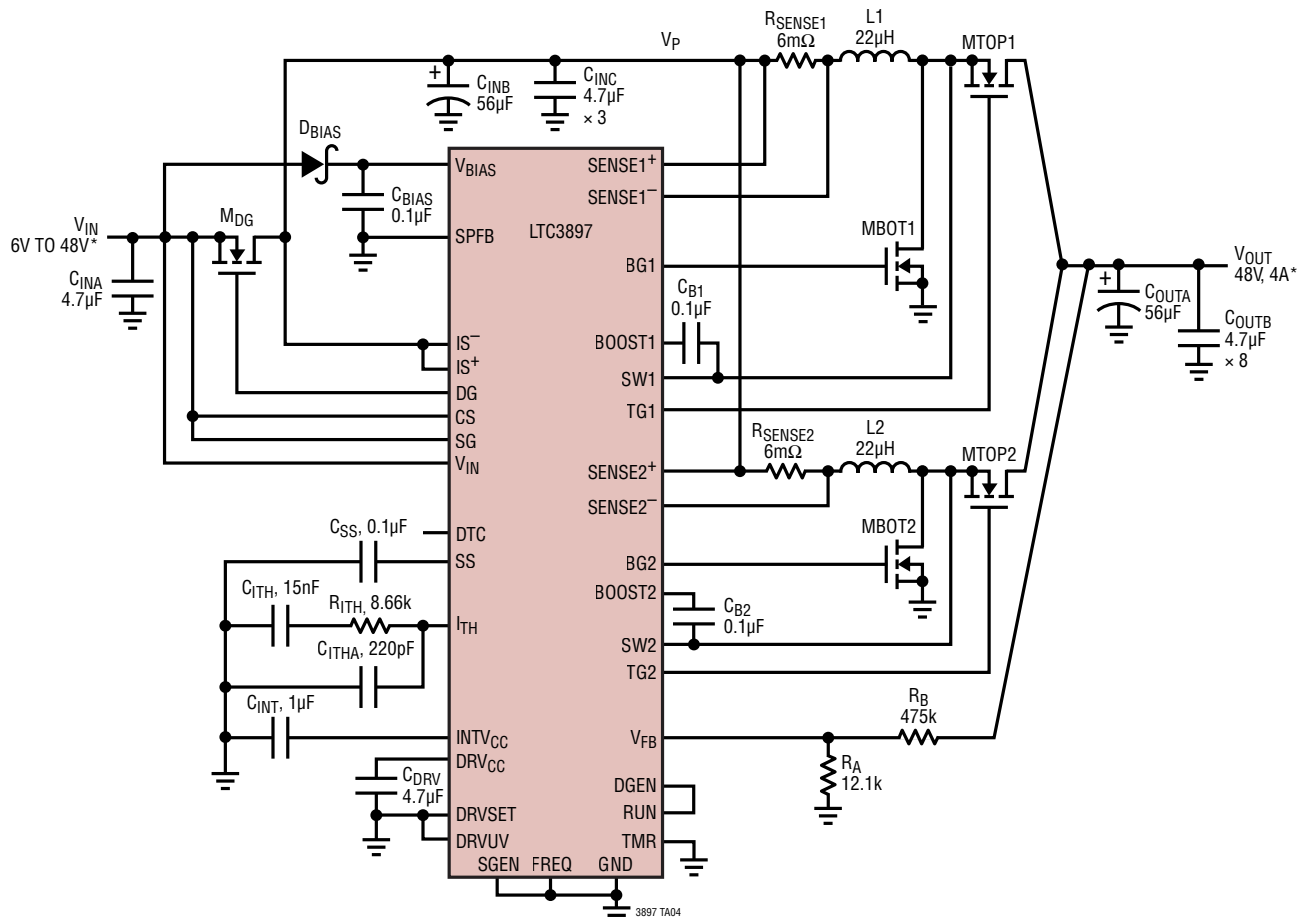 V_P
R_SENSE1
6mΩ
L1
22µH
MTOP1
+
C_INB
56µF
C_INC
4.7µF
× 3
D_BIAS
C_BIAS
0.1µF
V_IN
6V TO 48V*
M_DG
C_INA
4.7µF
LTC3897
V_BIAS
SPFB
IS⁻
IS⁺
DG
CS
SG
V_IN
DTC
SS
I_TH
INTV_CC
DRV_CC
DRVSET
DRVUV
SGEN
FREQ
GND
SENSE1⁺
SENSE1⁻
BG1
BOOST1
SW1
TG1
SENSE2⁺
SENSE2⁻
BG2
BOOST2
SW2
TG2
V_FB
DGEN
RUN
TMR
MBOT1
C_B1
0.1µF
V_OUT
48V, 4A*
+
C_OUTA
56µF
C_OUTB
4.7µF
× 8
R_SENSE2
6mΩ
L2
22µH
MTOP2
MBOT2
C_B2
0.1µF
R_B
475k
R_A
12.1k
C_SS, 0.1µF
C_ITH, 15nF
R_ITH, 8.66k
C_ITHA, 220pF
C_INT, 1µF
C_DRV
4.7µF
3897 TA04